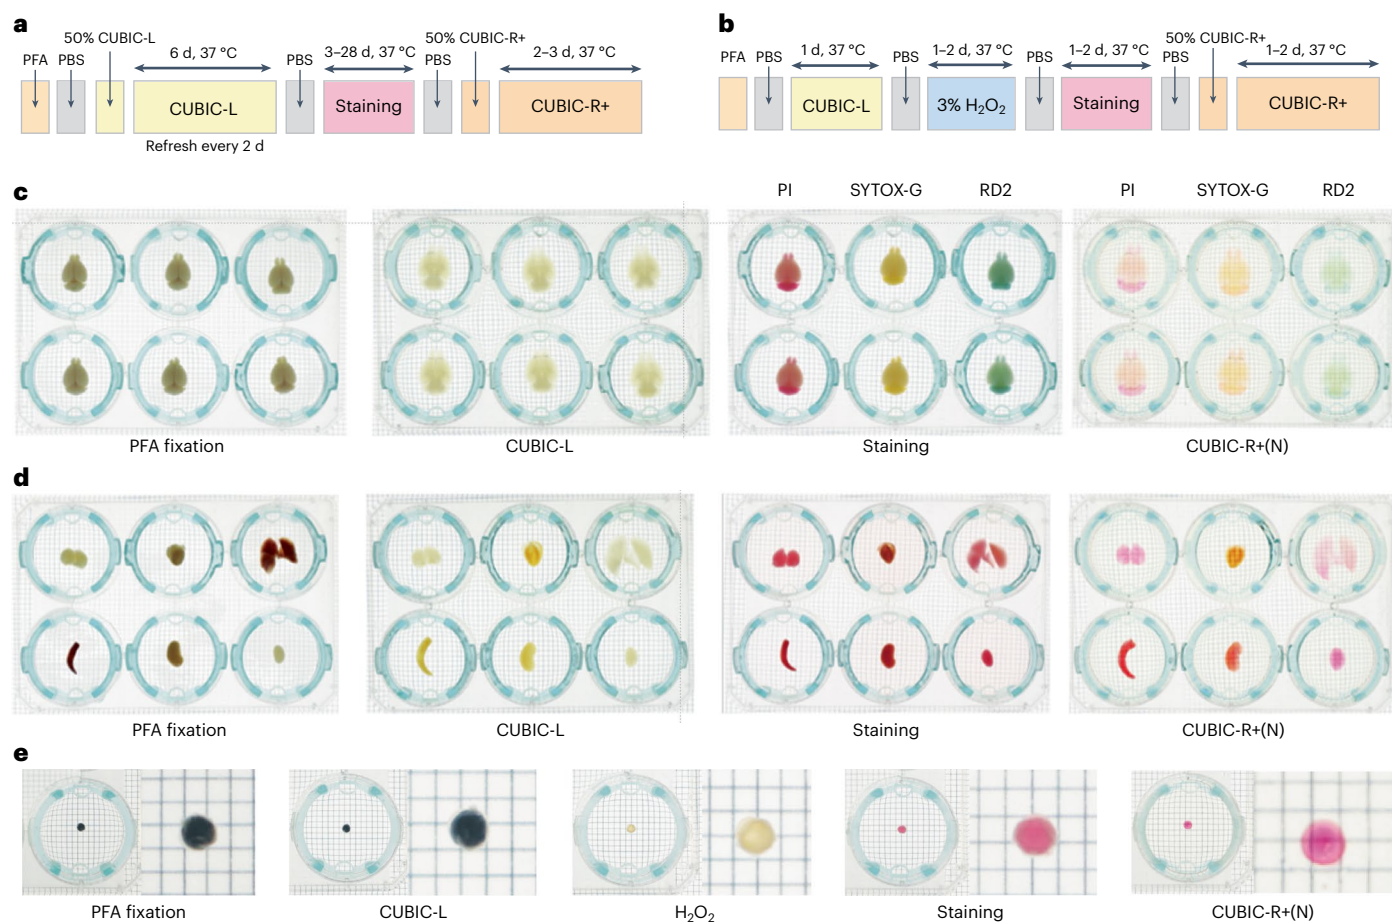 a
50% CUBIC-L
PFA PBS 6 d, 37 °C PBS 3–28 d, 37 °C PBS 50% CUBIC-R+ 2–3 d, 37 °C
CUBIC-L Staining CUBIC-R+
Refresh every 2 d
b
50% CUBIC-R+
PFA PBS 1 d, 37 °C PBS 1–2 d, 37 °C PBS 1–2 d, 37 °C PBS 1–2 d, 37 °C
CUBIC-L 3% H₂O₂ Staining CUBIC-R+
c
PI SYTOX-G RD2 PI SYTOX-G RD2
PFA fixation CUBIC-L Staining CUBIC-R+(N)
d
PFA fixation CUBIC-L Staining CUBIC-R+(N)
e
PFA fixation CUBIC-L H₂O₂ Staining CUBIC-R+(N)